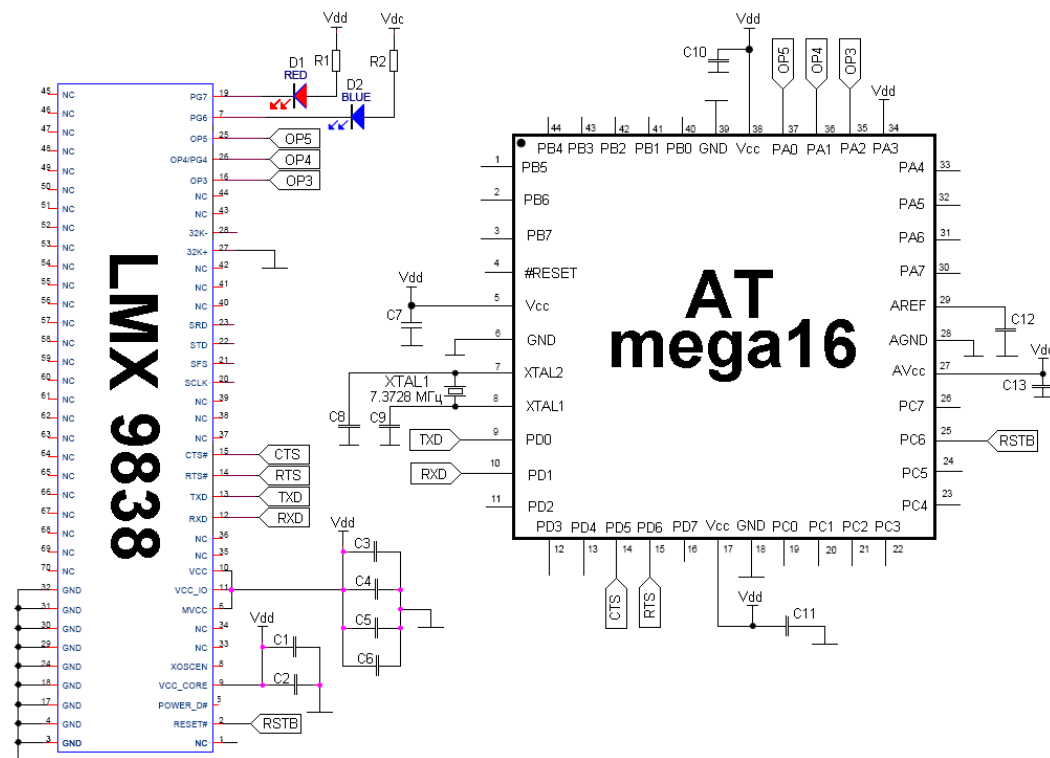 Vdd
Vdc
R1
R2
D1
RED
D2
BLUE
LMX 9838
45 NC
46 NC
47 NC
48 NC
49 NC
50 NC
51 NC
52 NC
53 NC
54 NC
55 NC
56 NC
57 NC
58 NC
59 NC
60 NC
61 NC
62 NC
63 NC
64 NC
65 NC
66 NC
67 NC
68 NC
69 NC
70 NC
32 GND
31 GND
30 GND
29 GND
24 GND
18 GND
17 GND
4 GND
3 GND
PG7 19
PG6 7
OP5 25 OP5
OP4/PG4 26 OP4
OP3 16 OP3
NC 44
NC 43
32K- 28
32K+ 27
NC 42
NC 41
NC 40
SRD 23
STD 22
SFS 21
SCLK 20
NC 39
NC 38
NC 37
CTS# 15 CTS
RTS# 14 RTS
TXD 13 TXD
RXD 12 RXD
NC 36
NC 35
VCC 10
VCC_IO 11
MVCC 6
NC 34
NC 33
XOSCEN 8
VCC_CORE 9
POWER_D# 5
RESET# 2 RSTB
NC 1
Vdd
C1
C2
Vdd
C3
C4
C5
C6
AT
mega16
C10
Vdd
OP5
OP4
OP3
Vdd
44 43 42 41 40 39 38 37 36 35 34
PB4 PB3 PB2 PB1 PB0 GND Vcc PA0 PA1 PA2 PA3
1 PB5
2 PB6
3 PB7
4 #RESET
5 Vcc
6 GND
7 XTAL2
8 XTAL1
9 PD0
10 PD1
11 PD2
Vdd
C7
C8
C9
XTAL1
7.3728 МГц
TXD
RXD
PA4 33
PA5 32
PA6 31
PA7 30
AREF 29
AGND 28
AVcc 27
PC7 26
PC6 25 RSTB
PC5 24
PC4 23
C12
Vdd
C13
PD3 PD4 PD5 PD6 PD7 Vcc GND PC0 PC1 PC2 PC3
12 13 14 15 16 17 18 19 20 21 22
CTS
RTS
Vdd
C11